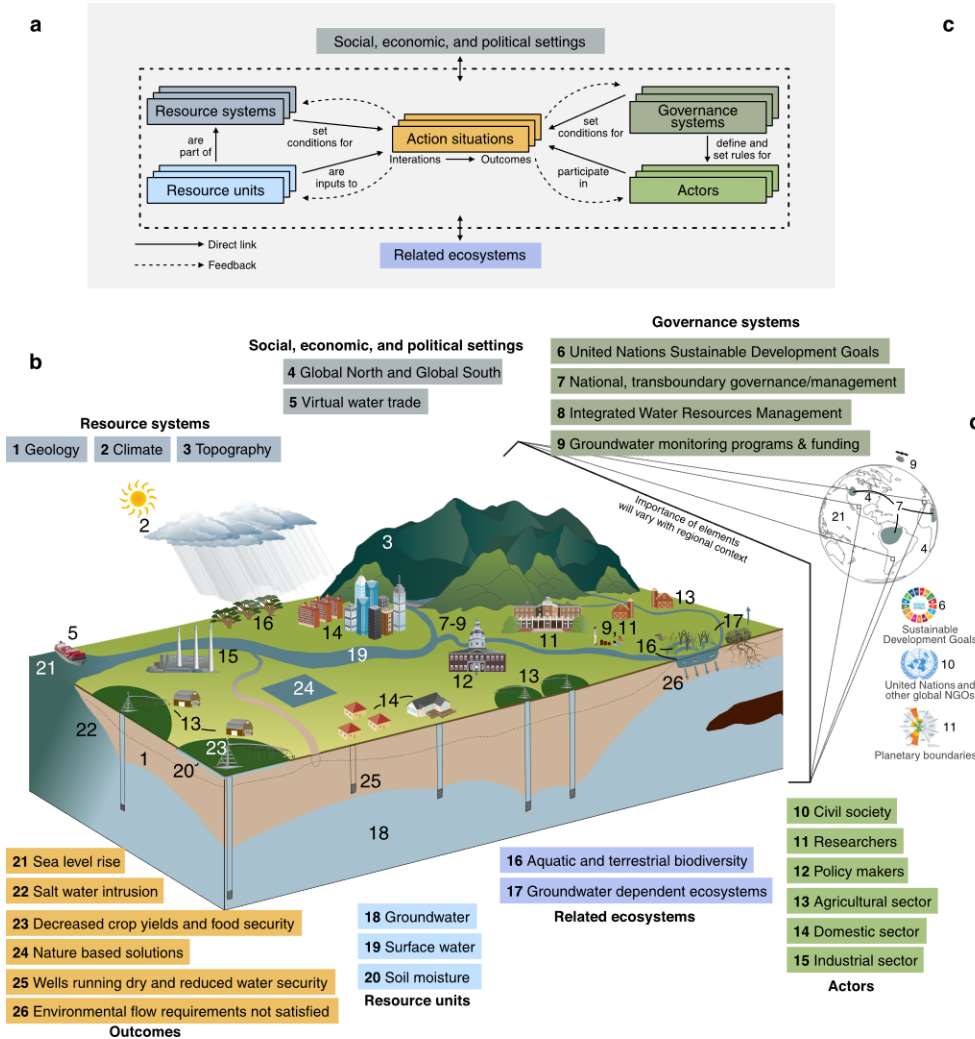 a
c
Social, economic, and political settings
Resource systems
Governance
systems
Action situations
Interations
Outcomes
set
conditions for
set
conditions for
are
part of
define and
set rules for
Resource units
are
inputs to
participate
in
Actors
Direct link
Feedback
Related ecosystems
b
Governance systems
Social, economic, and political settings
6 United Nations Sustainable Development Goals
4 Global North and Global South
7 National, transboundary governance/management
5 Virtual water trade
8 Integrated Water Resources Management
Resource systems
9 Groundwater monitoring programs & funding
1 Geology
2 Climate
3 Topography
Importance of elements
will vary with regional context
9
4
7
21
4
2
3
6
Sustainable
Development Goals
10
United Nations and
other global NGOs
11
Planetary boundaries
5
21
16
14
15
19
7-9
11
9,11
13
17
16
12
26
24
13
14
13
22
23
20
1
25
18
10 Civil society
11 Researchers
12 Policy makers
13 Agricultural sector
14 Domestic sector
15 Industrial sector
Actors
16 Aquatic and terrestrial biodiversity
17 Groundwater dependent ecosystems
Related ecosystems
18 Groundwater
19 Surface water
20 Soil moisture
Resource units
21 Sea level rise
22 Salt water intrusion
23 Decreased crop yields and food security
24 Nature based solutions
25 Wells running dry and reduced water security
26 Environmental flow requirements not satisfied
Outcomes